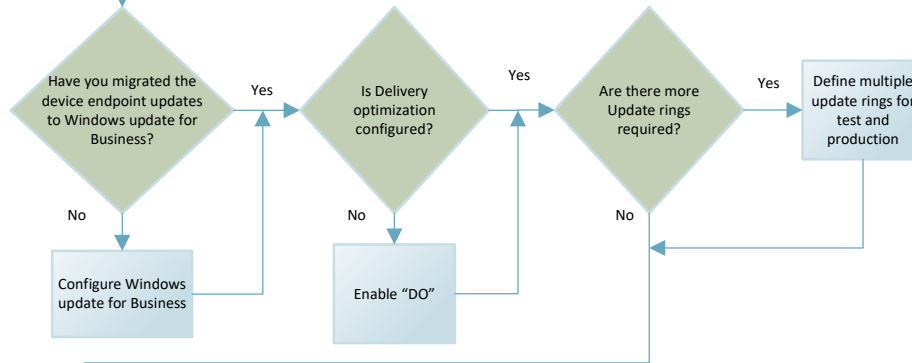 Have you migrated the
device endpoint updates
to Windows update for
Business?
Yes
No
Configure Windows
update for Business
Is Delivery
optimization
configured?
Yes
No
Enable “DO”
Are there more
Update rings
required?
Yes
No
Define multiple
update rings for
test and
production